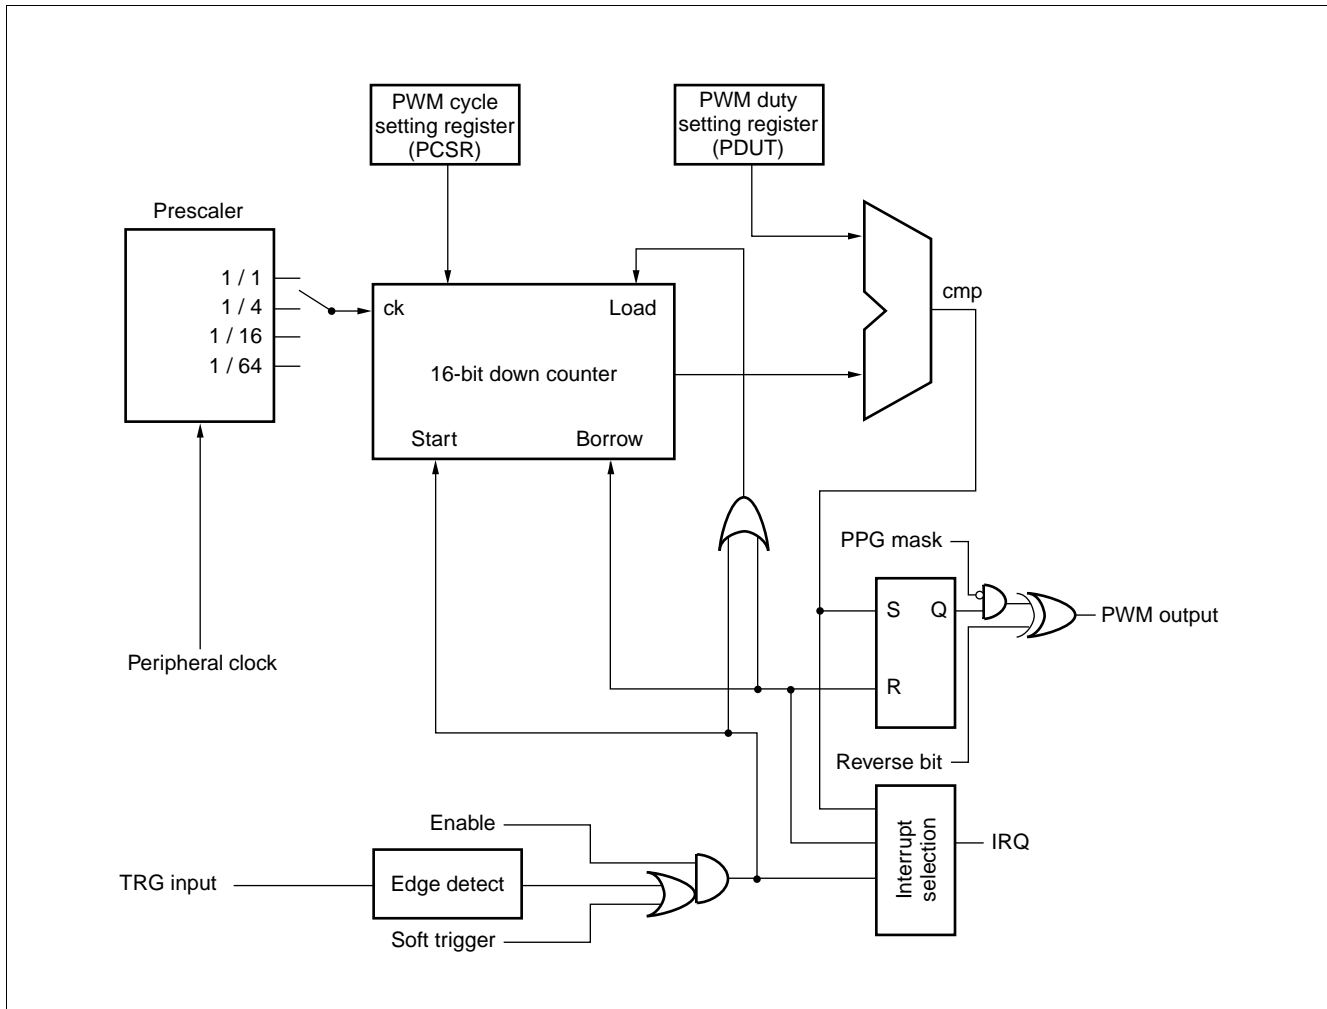 PWM cycle
setting register
(PCSR)
PWM duty
setting register
(PDUT)
Prescaler
1 / 1
1 / 4
1 / 16
1 / 64
ck
Load
16-bit down counter
Start
Borrow
cmp
PPG mask
S
Q
R
PWM output
Peripheral clock
Reverse bit
Enable
TRG input
Edge detect
Soft trigger
Interrupt
selection
IRQ